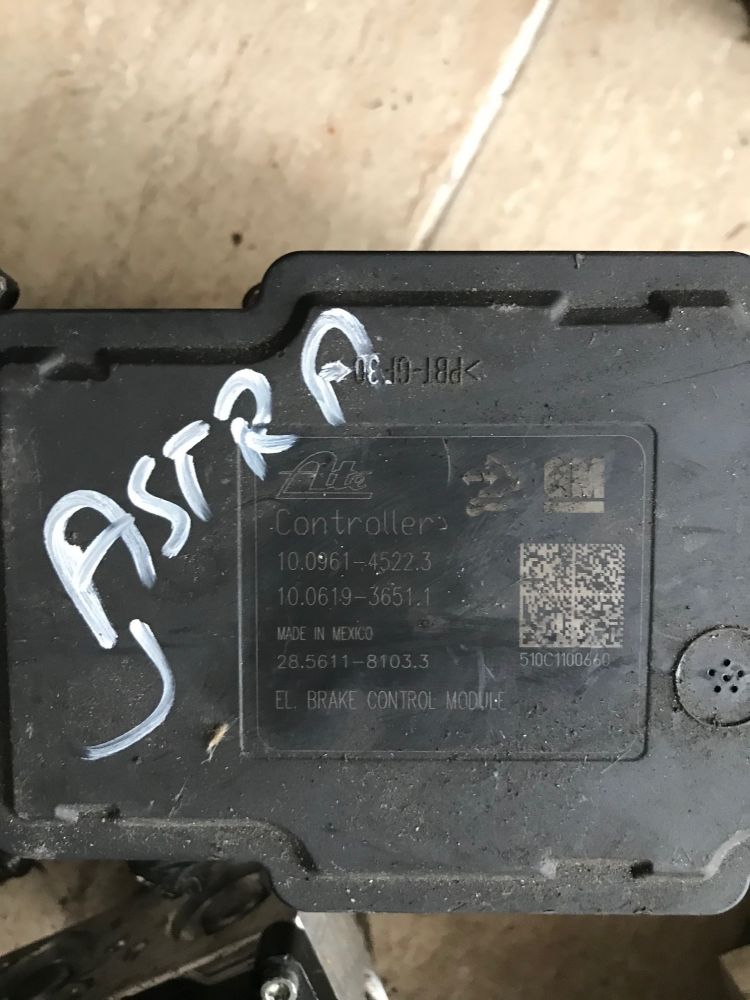 >PBT-GF30<
ASTRA J
Ate
GM
Controller
10.0961-4522.3
10.0619-3651.1
MADE IN MEXICO
28.5611-8103.3
510C1100660
EL. BRAKE CONTROL MODULE